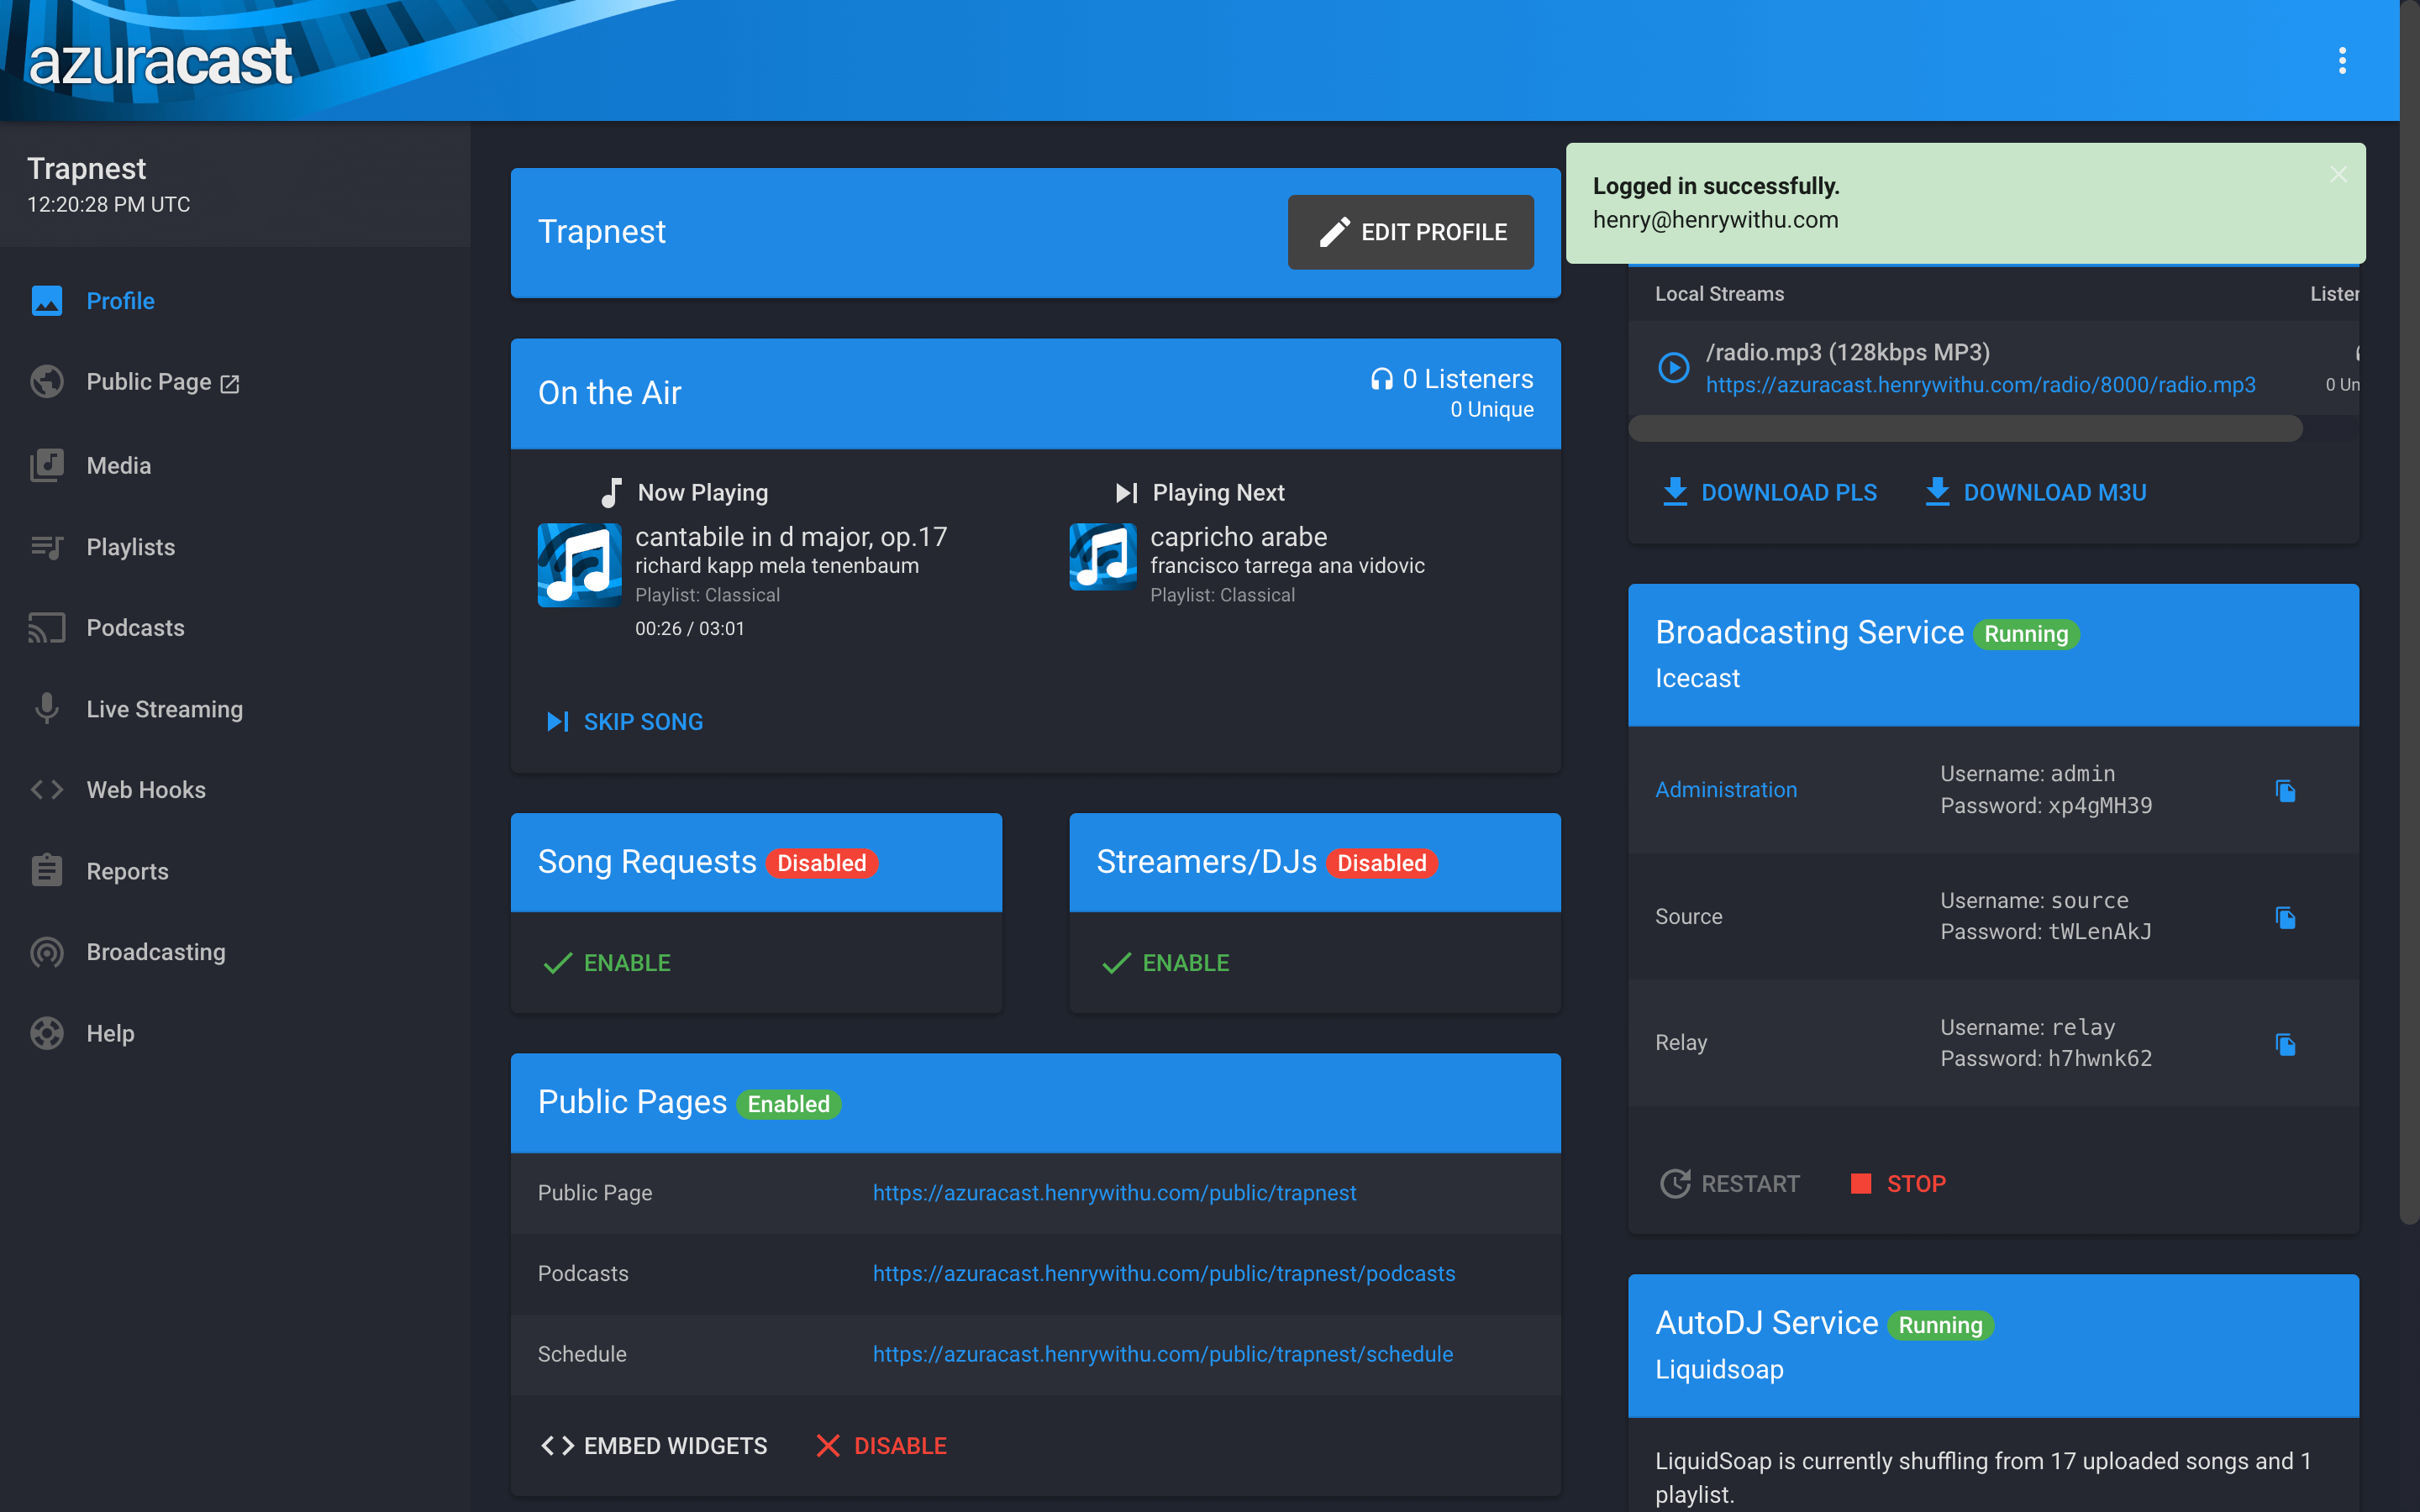 azuracast
Trapnest
12:20:28 PM UTC
Profile
Public Page
Media
Playlists
Podcasts
Live Streaming
Web Hooks
Reports
Broadcasting
Help
Trapnest
EDIT PROFILE
On the Air
0 Listeners
0 Unique
Now Playing
cantabile in d major, op.17
richard kapp mela tenenbaum
Playlist: Classical
00:26 / 03:01
Playing Next
capricho arabe
francisco tarrega ana vidovic
Playlist: Classical
SKIP SONG
Song Requests Disabled
ENABLE
Streamers/DJs Disabled
ENABLE
Public Pages Enabled
Public Page https://azuracast.henrywithu.com/public/trapnest
Podcasts https://azuracast.henrywithu.com/public/trapnest/podcasts
Schedule https://azuracast.henrywithu.com/public/trapnest/schedule
EMBED WIDGETS DISABLE
Logged in successfully.
henry@henrywithu.com
Local Streams
/radio.mp3 (128kbps MP3)
https://azuracast.henrywithu.com/radio/8000/radio.mp3
DOWNLOAD PLS DOWNLOAD M3U
Broadcasting Service Running
Icecast
Administration
Username: admin
Password: xp4gMH39
Source
Username: source
Password: tWLenAkJ
Relay
Username: relay
Password: h7hwnk62
RESTART STOP
AutoDJ Service Running
Liquidsoap
LiquidSoap is currently shuffling from 17 uploaded songs and 1
playlist.